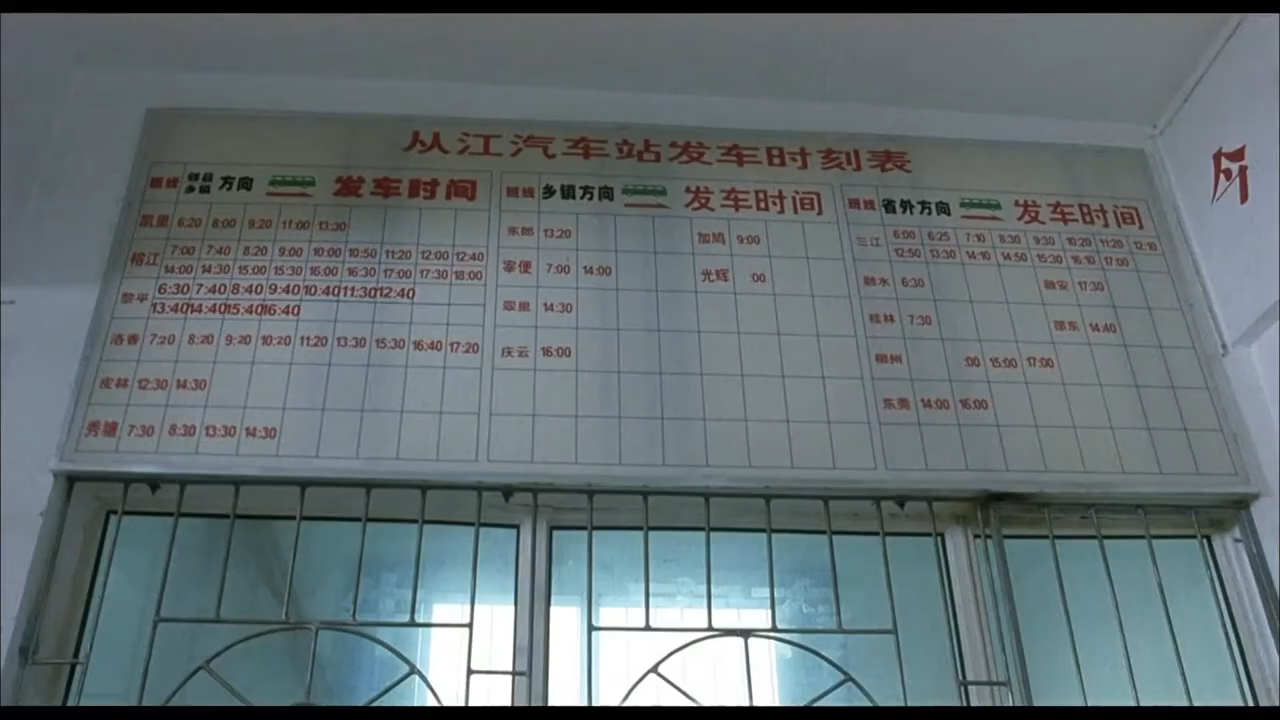 从江汽车站发车时刻表
班线 邻县乡镇 方向 发车时间
凯里 6:20 8:00 9:20 11:00 13:30
榕江 7:00 7:40 8:20 9:00 10:00 10:50 11:20 12:00 12:40
14:00 14:30 15:00 15:30 16:00 16:30 17:00 17:30 18:00
黎平 6:30 7:40 8:40 9:40 10:40 11:30 12:40
13:40 14:40 15:40 16:40
洛香 7:20 8:20 9:20 10:20 11:20 13:30 15:30 16:40 17:20
皮林 12:30 14:30
秀塘 7:30 8:30 13:30 14:30
班线 乡镇方向 发车时间
东郎 13:20 加鸠 9:00
宰便 7:00 14:00 光辉 :00
翠里 14:30
庆云 16:00
班线 省外方向 发车时间
三江 6:00 6:25 7:10 8:30 9:30 10:20 11:20 12:10
12:50 13:30 14:10 14:50 15:30 16:10 17:00
融水 6:30 融安 17:30
桂林 7:30 邵东 14:40
柳州 :00 15:00 17:00
东莞 14:00 16:00